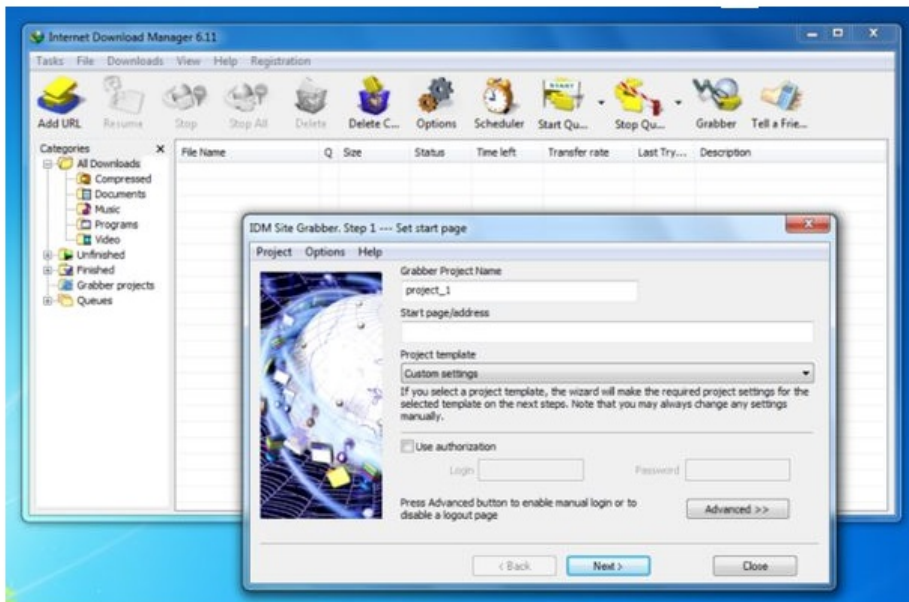 Internet Download Manager 6.11
Tasks File Downloads View Help Registration
Add URL Resume Stop Stop All Delete Delete C... Options Scheduler Start Qu... Stop Qu... Grabber Tell a Frie...
Categories
File Name Q Size Status Time left Transfer rate Last Try... Description
All Downloads
Compressed
Documents
Music
Programs
Video
Unfinished
Finished
Grabber projects
Queues
IDM Site Grabber. Step 1 --- Set start page
Project Options Help
Grabber Project Name
project_1
Start page/address
Project template
Custom settings
If you select a project template, the wizard will make the required project settings for the
selected template on the next steps. Note that you may always change any settings
manually.
Use authorization
Login Password
Press Advanced button to enable manual login or to
disable a logout page
Advanced >>
< Back Next > Close